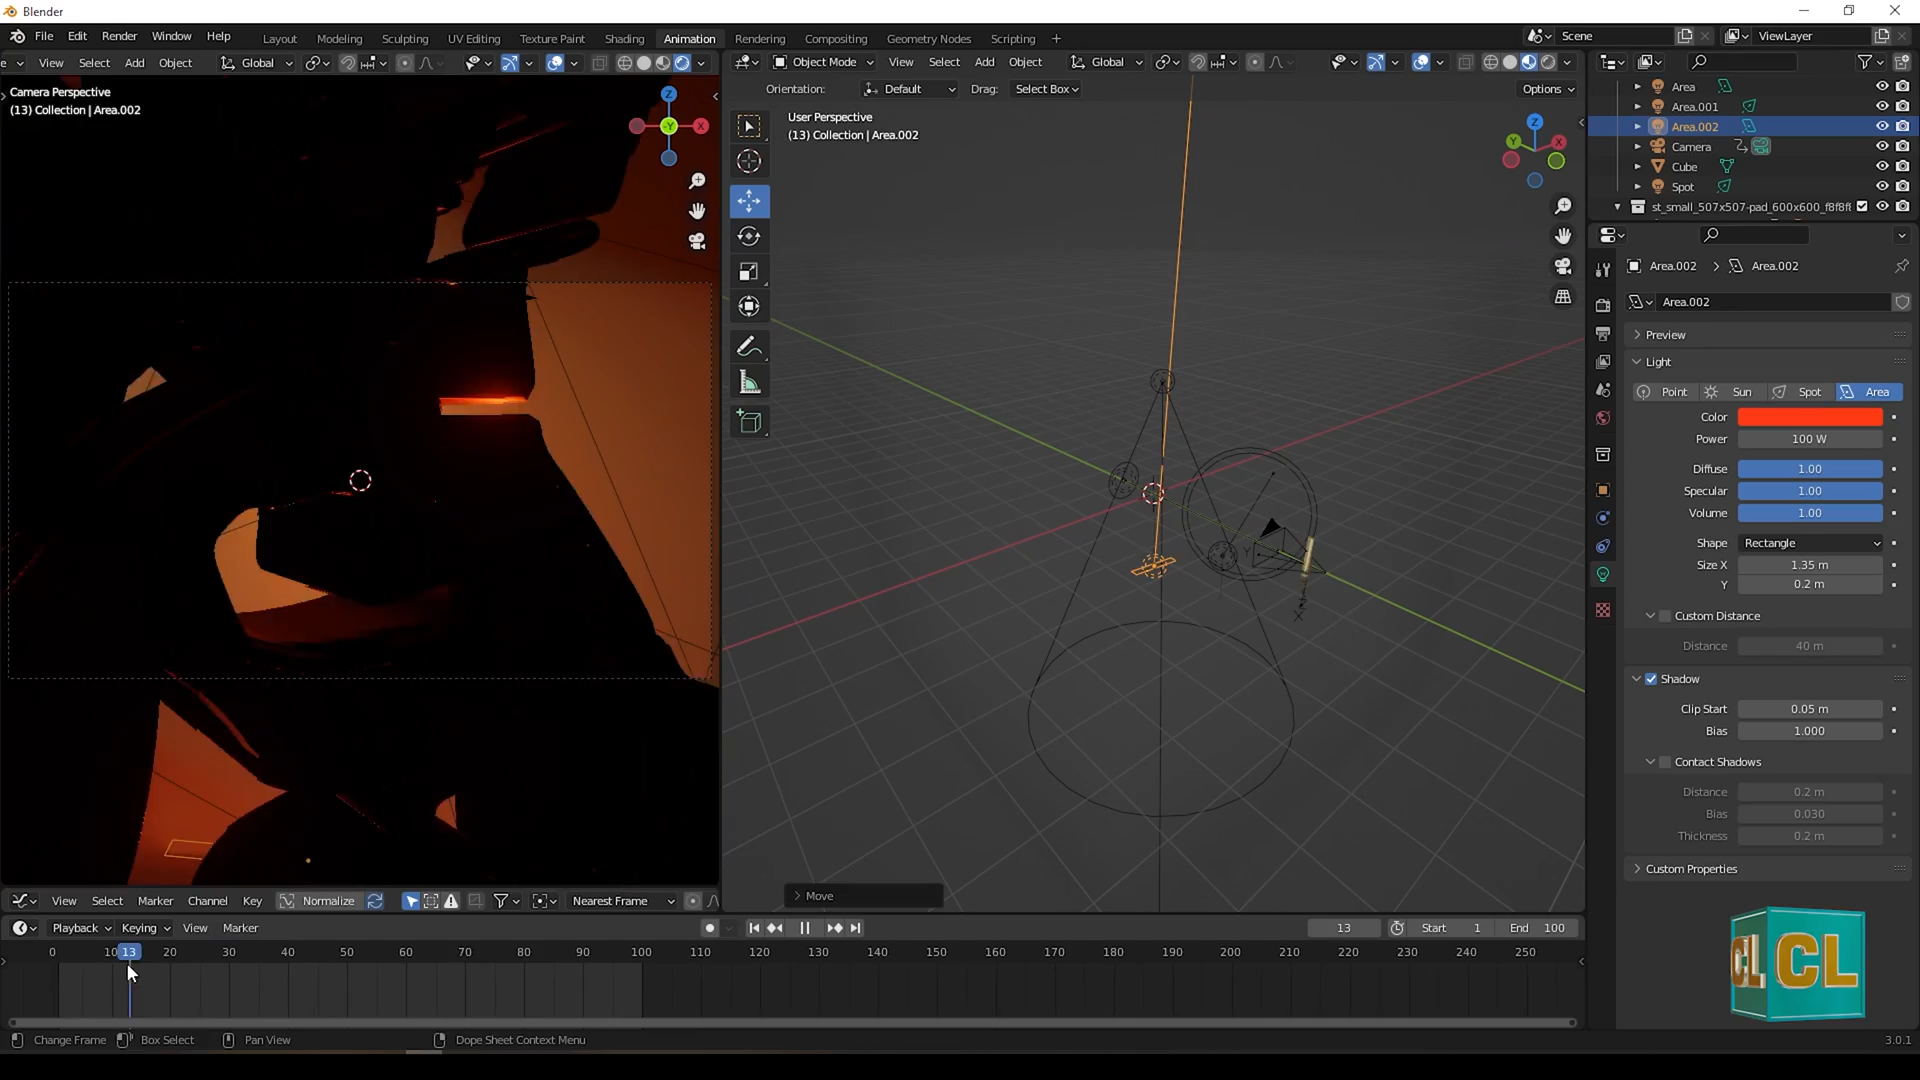 Blender
File Edit Render Window Help
Layout Modeling Sculpting UV Editing Texture Paint Shading Animation Rendering Compositing Geometry Nodes Scripting +
Scene
ViewLayer
View Select Add Object Global
Object Mode View Select Add Object Global
Orientation: Default Drag: Select Box
Options
Camera Perspective
(13) Collection | Area.002
Z
Y
X
User Perspective
(13) Collection | Area.002
Z
Y
X
Area
Area.001
Area.002
Camera
Cube
Spot
st_small_507x507-pad_600x600_f8f8f
Area.002 > Area.002
Area.002
Preview
Light
Point Sun Spot Area
Color
Power 100 W
Diffuse 1.00
Specular 1.00
Volume 1.00
Shape Rectangle
Size X 1.35 m
Y 0.2 m
Custom Distance
Distance 40 m
Shadow
Clip Start 0.05 m
Bias 1.000
Contact Shadows
Distance 0.2 m
Bias 0.030
Thickness 0.2 m
Custom Properties
CL CL
Move
View Select Marker Channel Key Normalize Nearest Frame
Playback Keying View Marker
13 Start 1 End 100
0 10 13 20 30 40 50 60 70 80 90 100 110 120 130 140 150 160 170 180 190 200 210 220 230 240 250
Change Frame Box Select Pan View Dope Sheet Context Menu
3.0.1